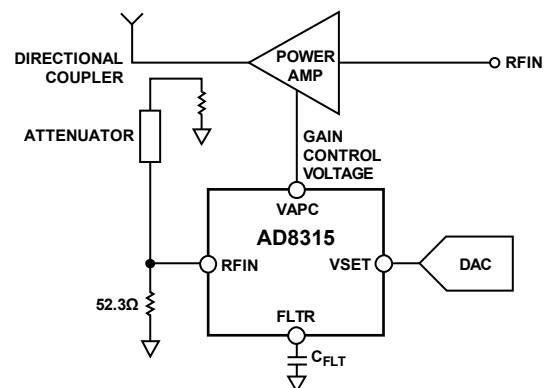 DIRECTIONAL
COUPLER
POWER
AMP
RFIN
ATTENUATOR
GAIN
CONTROL
VOLTAGE
VAPC
AD8315
RFIN
VSET
DAC
52.3Ω
FLTR
CFLT